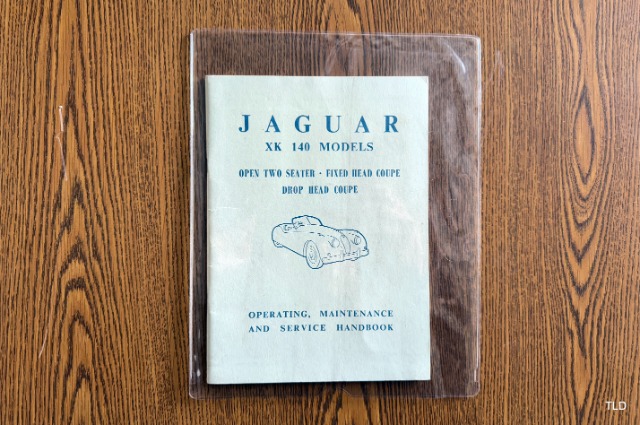 JAGUAR
XK 140 MODELS
OPEN TWO SEATER · FIXED HEAD COUPE
DROP HEAD COUPE
OPERATING, MAINTENANCE
AND SERVICE HANDBOOK
TLD